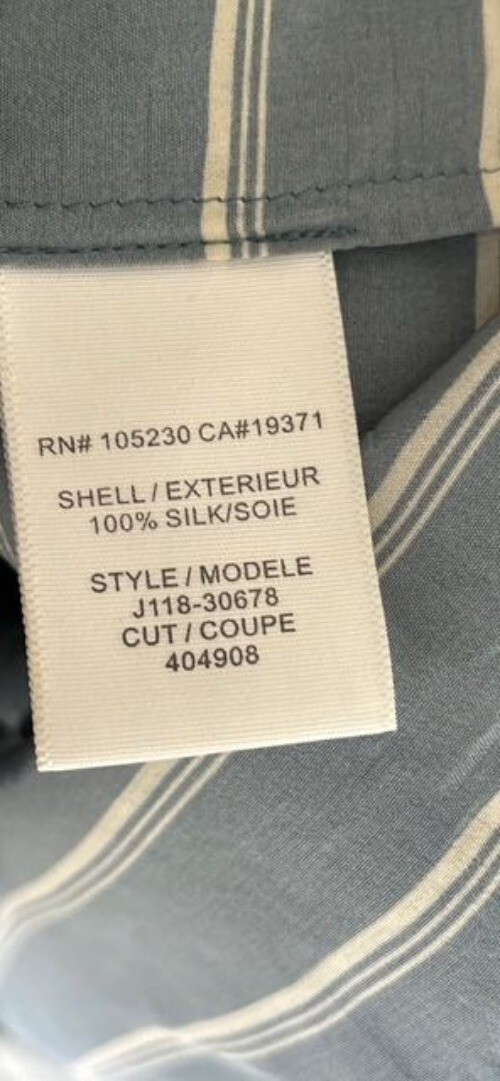 RN# 105230 CA#19371
SHELL / EXTERIEUR
100% SILK/SOIE
STYLE / MODELE
J118-30678
CUT / COUPE
404908